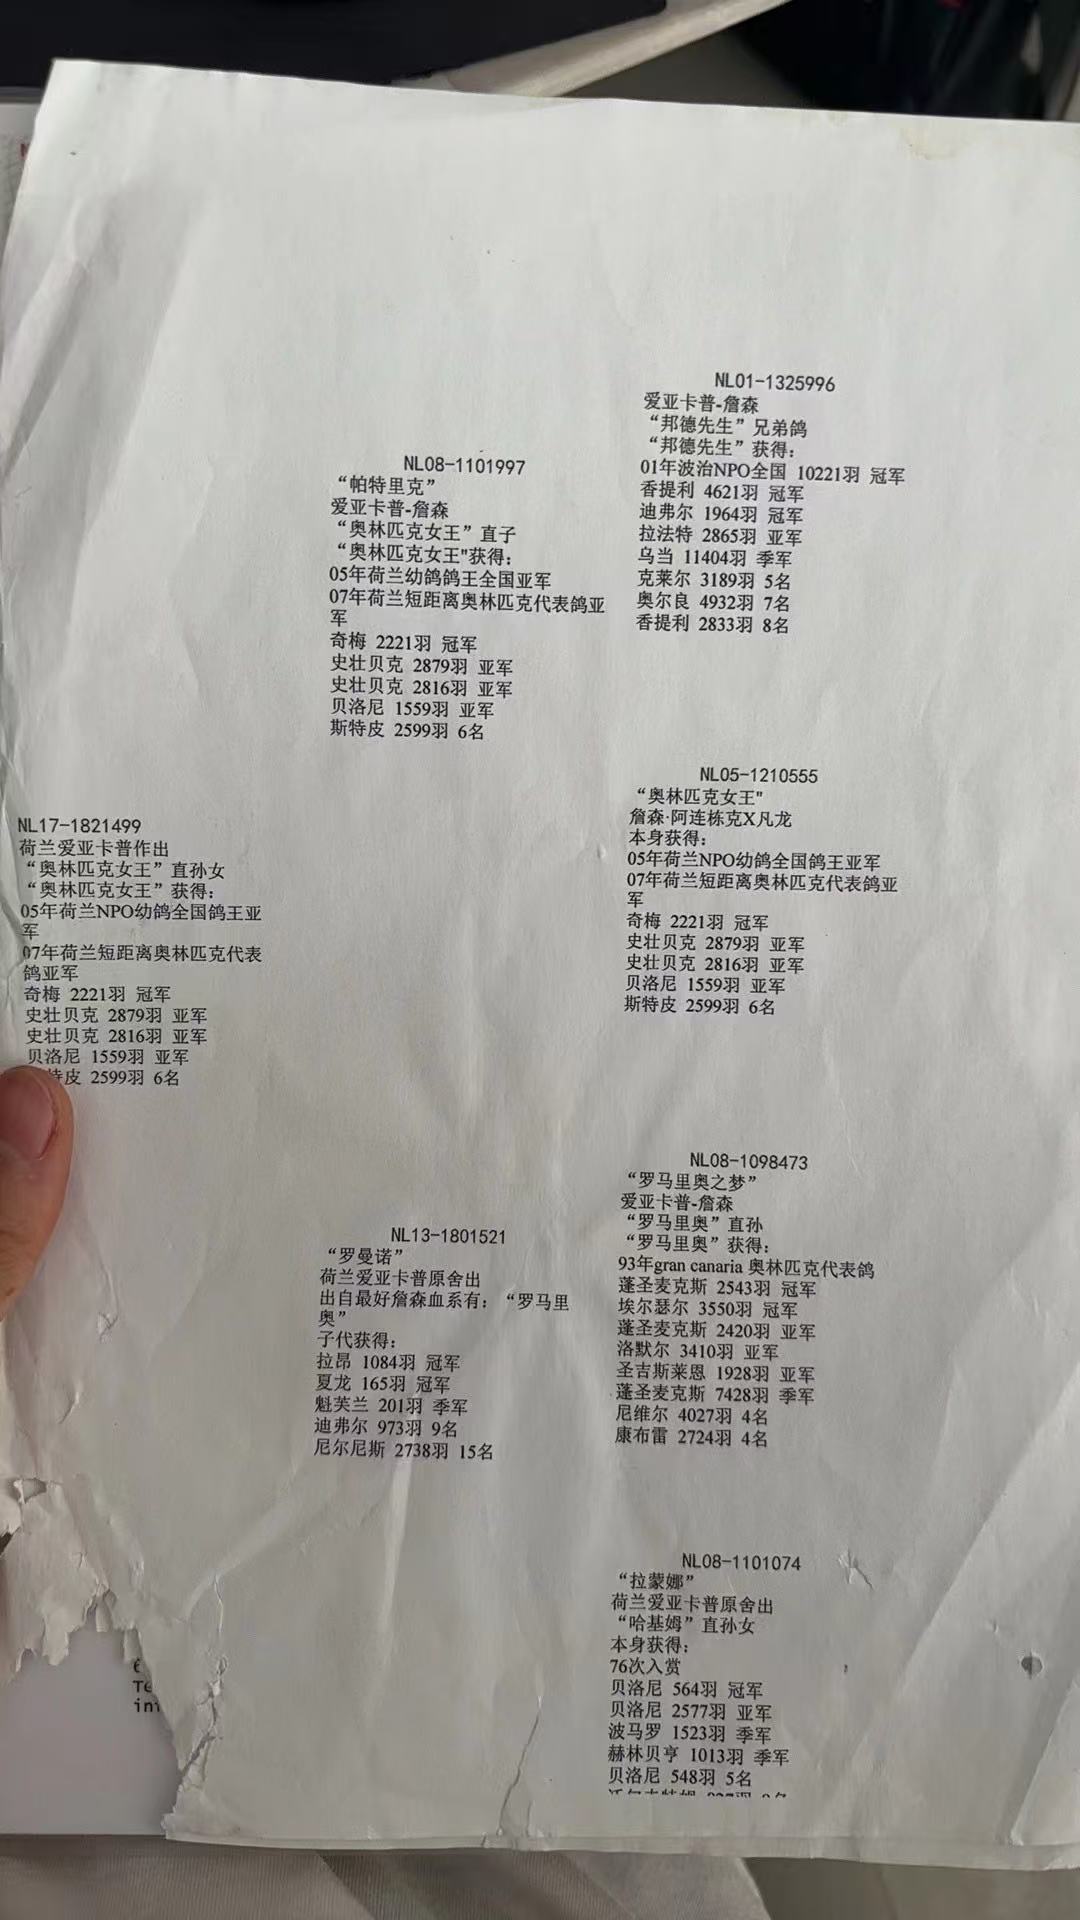 NL01-1325996
爱亚卡普-詹森
“邦德先生”兄弟鸽
“邦德先生”获得:
01年波治NPO全国 10221羽 冠军
香提利 4621羽 冠军
迪弗尔 1964羽 冠军
拉法特 2865羽 亚军
乌当 11404羽 季军
克莱尔 3189羽 5名
奥尔良 4932羽 7名
香提利 2833羽 8名
NL08-1101997
“帕特里克”
爱亚卡普-詹森
“奥林匹克女王”直子
“奥林匹克女王"获得:
05年荷兰幼鸽鸽王全国亚军
07年荷兰短距离奥林匹克代表鸽亚
军
奇梅 2221羽 冠军
史壮贝克 2879羽 亚军
史壮贝克 2816羽 亚军
贝洛尼 1559羽 亚军
斯特皮 2599羽 6名
NL05-1210555
“奥林匹克女王"
詹森·阿连栋克X凡龙
本身获得:
05年荷兰NPO幼鸽全国鸽王亚军
07年荷兰短距离奥林匹克代表鸽亚
军
奇梅 2221羽 冠军
史壮贝克 2879羽 亚军
史壮贝克 2816羽 亚军
贝洛尼 1559羽 亚军
斯特皮 2599羽 6名
NL17-1821499
荷兰爱亚卡普作出
“奥林匹克女王”直孙女
“奥林匹克女王”获得:
05年荷兰NPO幼鸽全国鸽王亚
军
07年荷兰短距离奥林匹克代表
鸽亚军
奇梅 2221羽 冠军
史壮贝克 2879羽 亚军
史壮贝克 2816羽 亚军
贝洛尼 1559羽 亚军
特皮 2599羽 6名
NL08-1098473
“罗马里奥之梦”
爱亚卡普-詹森
“罗马里奥”直孙
“罗马里奥”获得:
93年gran canaria 奥林匹克代表鸽
蓬圣麦克斯 2543羽 冠军
埃尔瑟尔 3550羽 冠军
蓬圣麦克斯 2420羽 亚军
洛默尔 3410羽 亚军
圣吉斯莱恩 1928羽 亚军
蓬圣麦克斯 7428羽 季军
尼维尔 4027羽 4名
康布雷 2724羽 4名
NL13-1801521
“罗曼诺”
荷兰爱亚卡普原舍出
出自最好詹森血系有: “罗马里
奥”
子代获得:
拉昂 1084羽 冠军
夏龙 165羽 冠军
魁芙兰 201羽 季军
迪弗尔 973羽 9名
尼尔尼斯 2738羽 15名
NL08-1101074
“拉蒙娜”
荷兰爱亚卡普原舍出
“哈基姆”直孙女
本身获得:
76次入赏
贝洛尼 564羽 冠军
贝洛尼 2577羽 亚军
波马罗 1523羽 季军
赫林贝亨 1013羽 季军
贝洛尼 548羽 5名